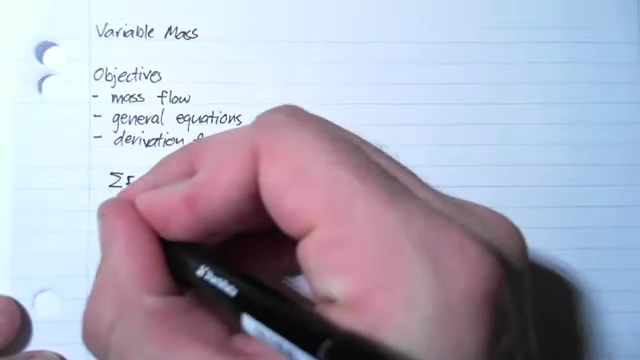 Variable Mass
Objectives
- mass flow
- general equations
- derivation
ΣF